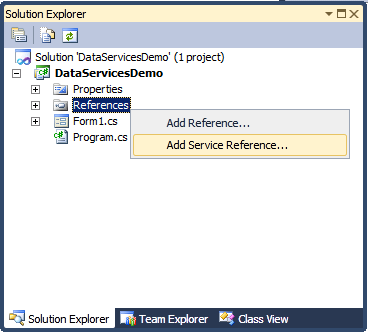 Solution Explorer
Solution 'DataServicesDemo' (1 project)
DataServicesDemo
Properties
References
Add Reference...
Form1.cs
Program.cs
Add Service Reference...
Solution Explorer Team Explorer Class View